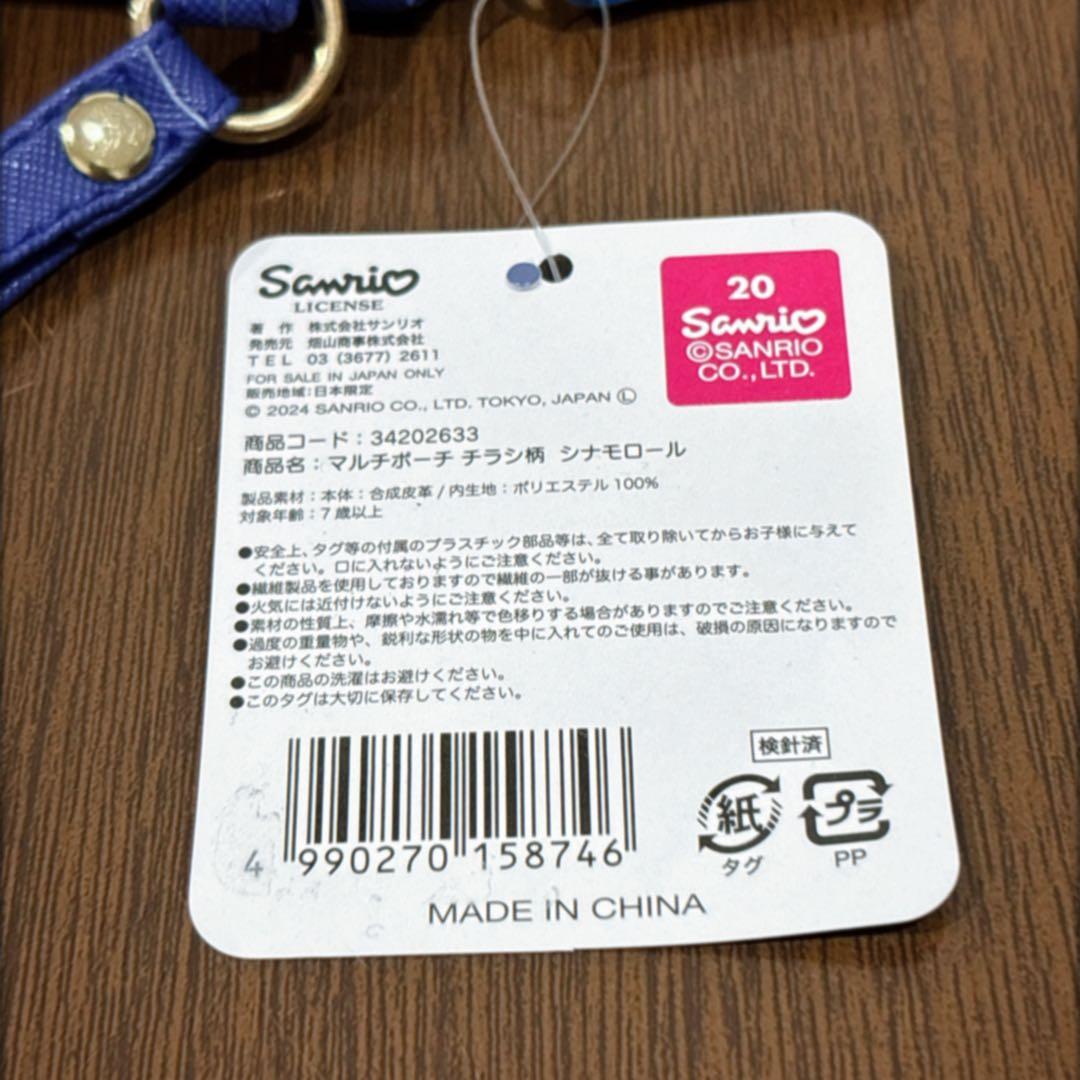 Sanrio
LICENSE
著 作 株式会社サンリオ
発売元 畑山商事株式会社
TEL 03 (3677) 2611
FOR SALE IN JAPAN ONLY
販売地域:日本限定
© 2024 SANRIO CO., LTD. TOKYO, JAPAN Ⓛ
20
Sanrio
©SANRIO
CO.,LTD.
商品コード:34202633
商品名:マルチポーチ チラシ柄 シナモロール
製品素材:本体:合成皮革/内生地:ポリエステル100%
対象年齢:7歳以上
●安全上、タグ等の付属のプラスチック部品等は、全て取り除いてからお子様に与えて
ください。口に入れないようにご注意ください。
●繊維製品を使用しておりますので繊維の一部が抜ける事があります。
●火気には近付けないようにご注意ください。
●素材の性質上、摩擦や水濡れ等で色移りする場合がありますのでご注意ください。
●過度の重量物や、鋭利な形状の物を中に入れてのご使用は、破損の原因になりますので
お避けください。
●この商品の洗濯はお避けください。
●このタグは大切に保存してください。
検針済
紙
タグ
プラ
PP
4 990270 158746
MADE IN CHINA